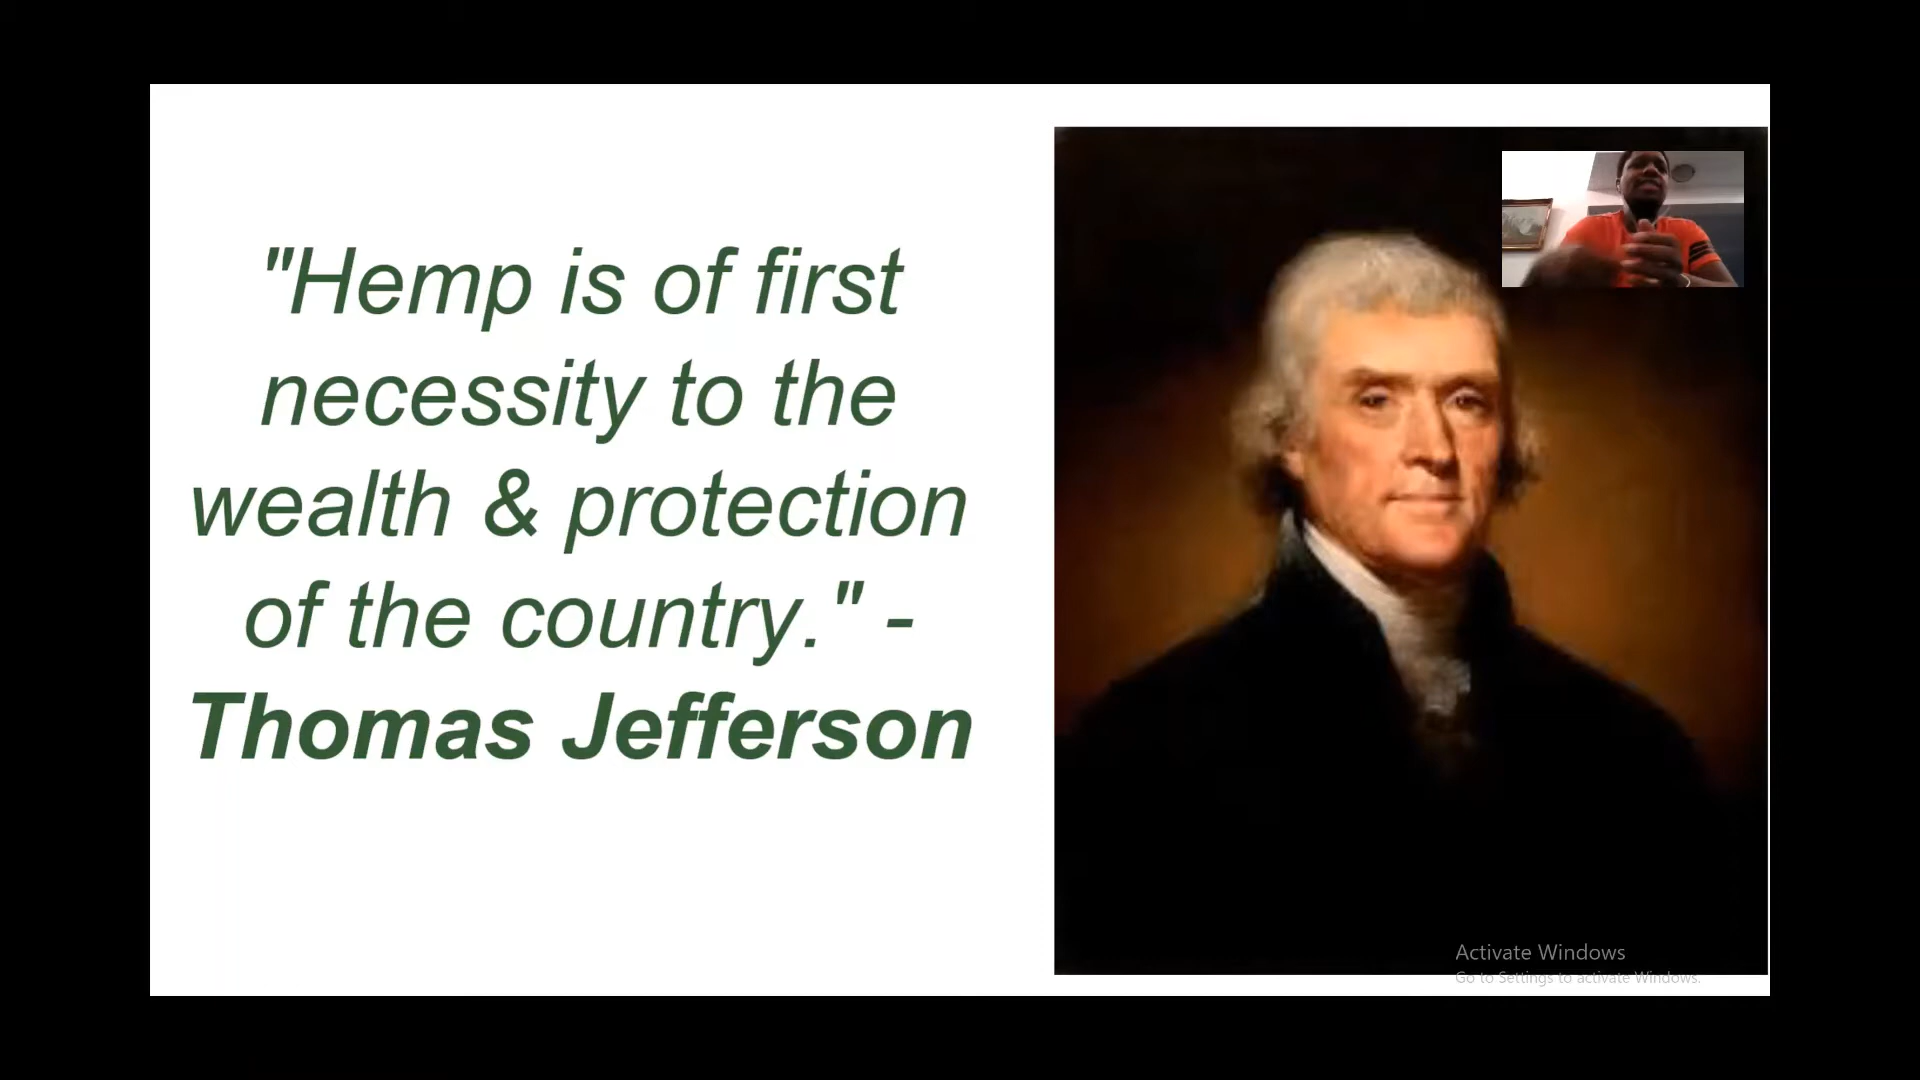 "Hemp is of first
necessity to the
wealth & protection
of the country." -
Thomas Jefferson
Activate Windows
Go to Settings to activate Windows.